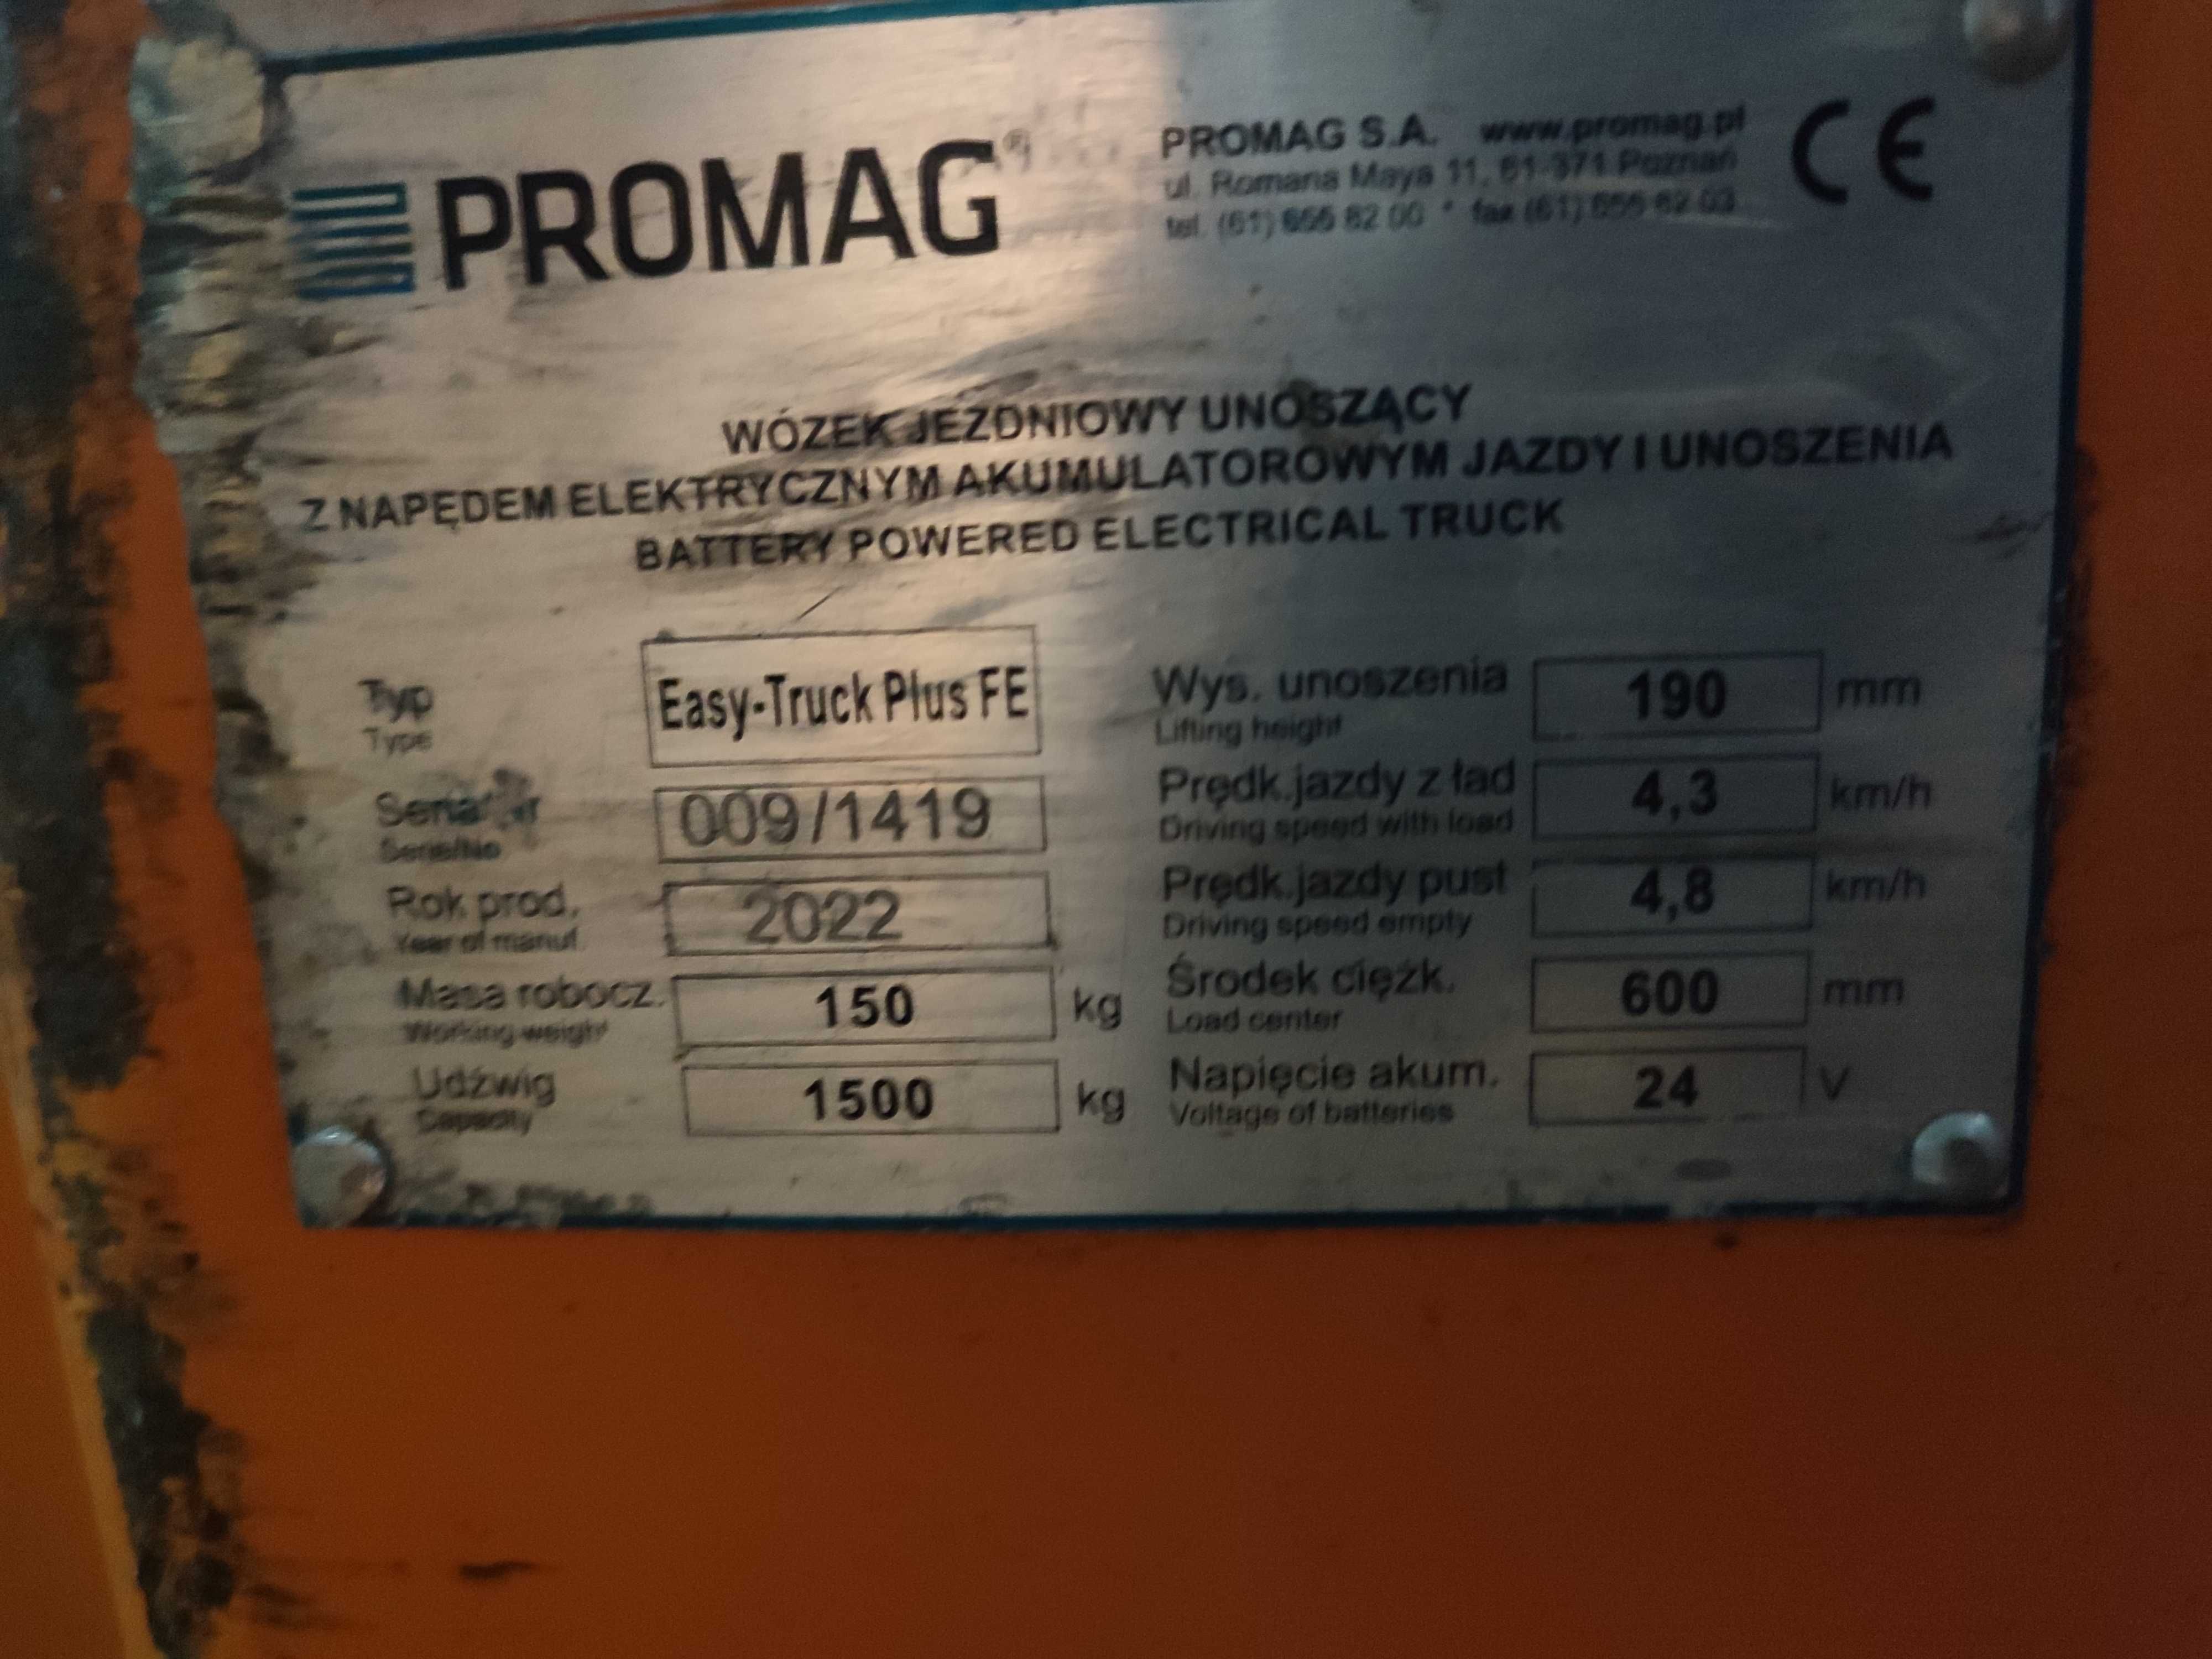 PROMAG®
PROMAG S.A. www.promag.pl
ul. Romana Maya 11, 61-371 Poznań
tel. (61) 655 82 00 * fax (61) 655 82 03
CE
WÓZEK JEZDNIOWY UNOSZĄCY
Z NAPĘDEM ELEKTRYCZNYM AKUMULATOROWYM JAZDY I UNOSZENIA
BATTERY POWERED ELECTRICAL TRUCK
Typ
Type
Easy-Truck Plus FE
009/1419
Rok prod.
Year of manuf.
2022
Masa robocz.
Working weight
150 kg
Udźwig
Capacity
1500 kg
Wys. unoszenia
Lifting height
190 mm
Prędk.jazdy z ład
Driving speed with load
4,3 km/h
Prędk.jazdy pust
Driving speed empty
4,8 km/h
Środek ciężk.
Load center
600 mm
Napięcie akum.
Voltage of batteries
24 V